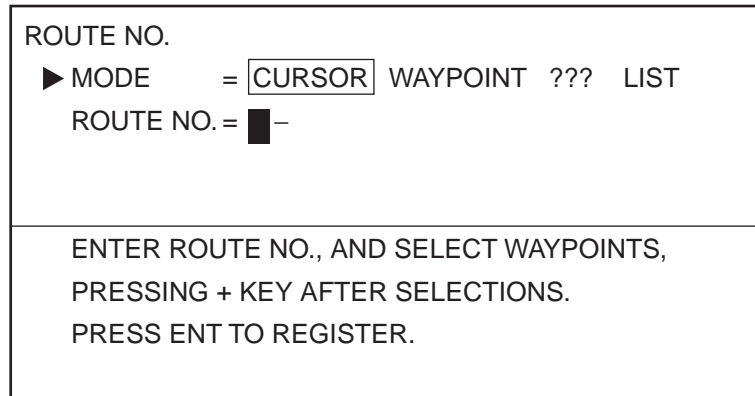 ROUTE NO.
▶ MODE = CURSOR WAYPOINT ??? LIST
ROUTE NO. = ■ –
ENTER ROUTE NO., AND SELECT WAYPOINTS,
PRESSING + KEY AFTER SELECTIONS.
PRESS ENT TO REGISTER.